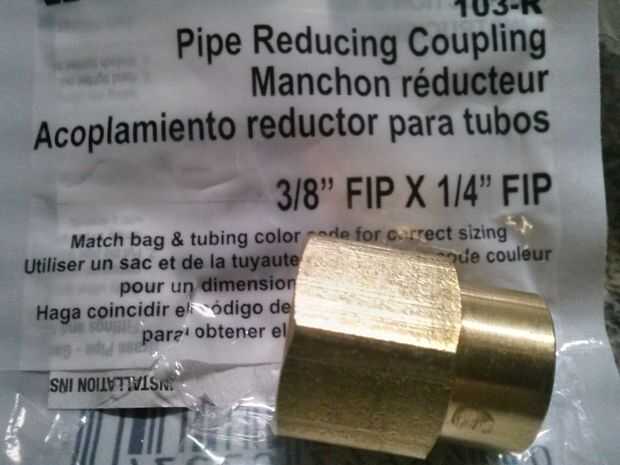 103-R
Pipe Reducing Coupling
Manchon réducteur
Acoplamiento reductor para tubos
3/8” FIP X 1/4” FIP
Match bag & tubing color code for correct sizing
Utiliser un sac et de la tuyaute code couleur
pour un dimension
Haga coincidir el código de
para obtener el
INSTALLATION INS